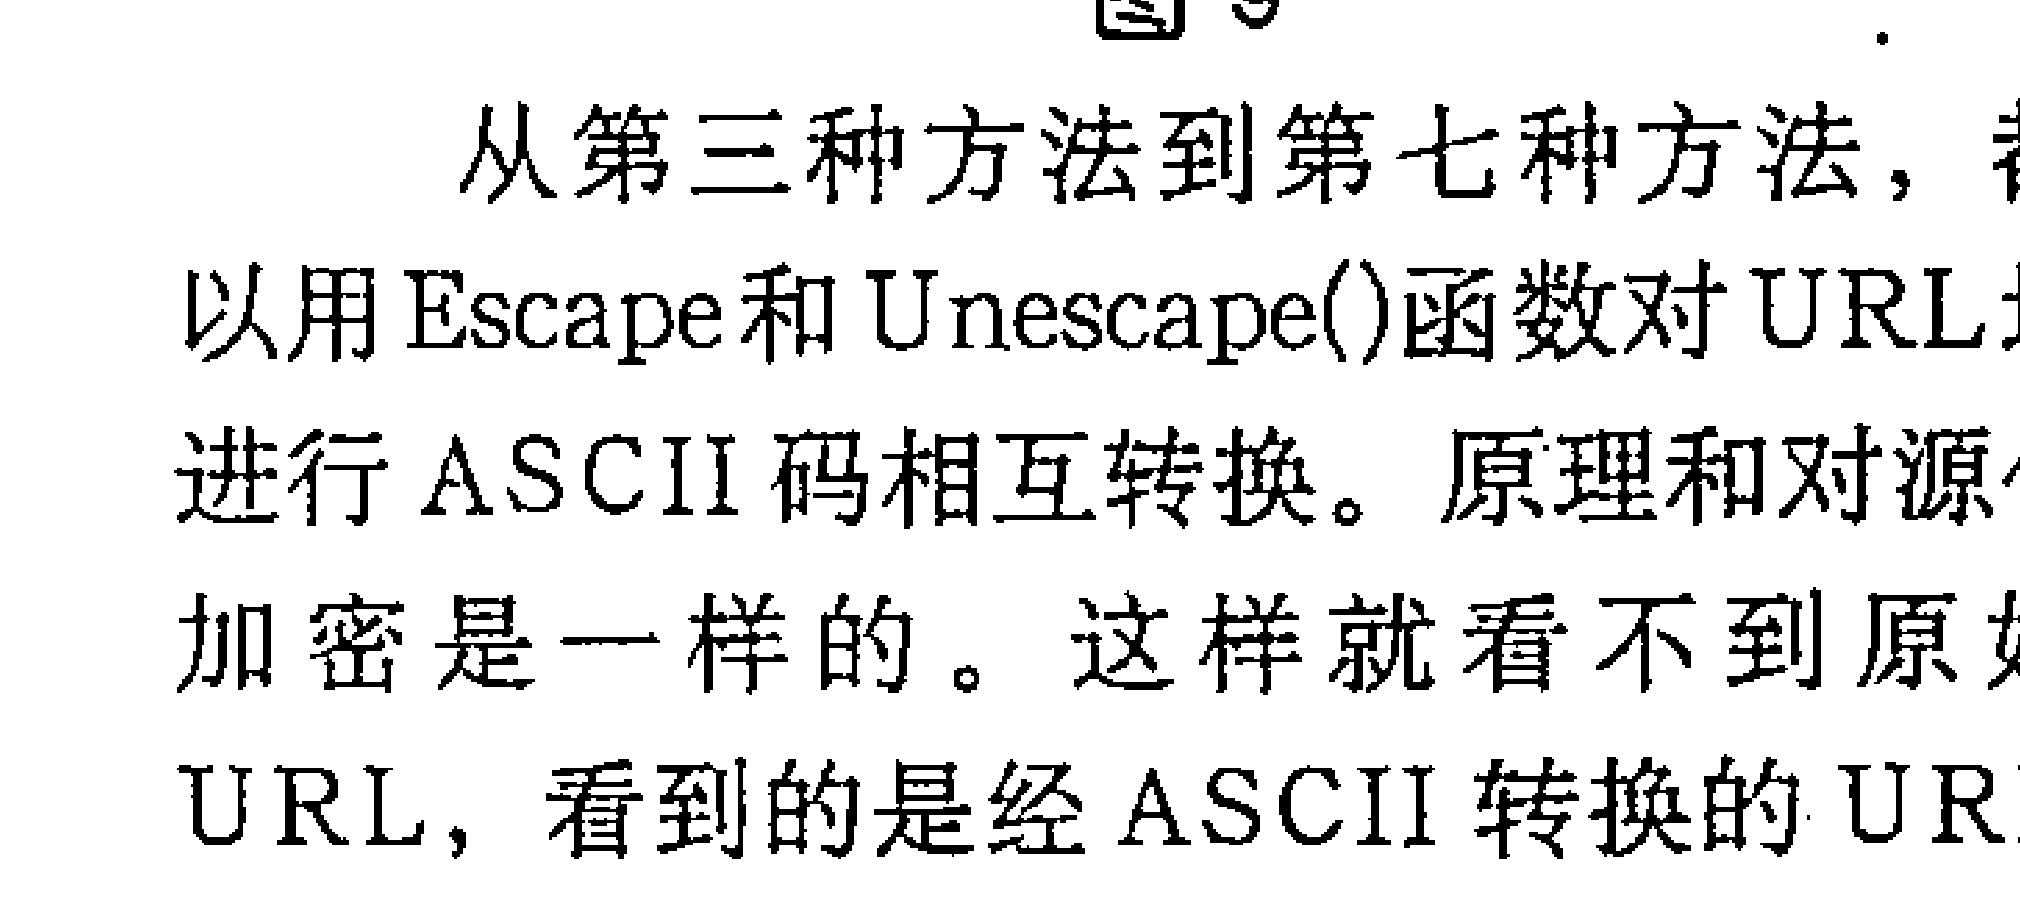 图
从第三种方法到第七种方法，
以用Escape和Unescape()函数对URL
进行ASCII码相互转换。原理和对源
加密是一样的。这样就看不到原
URL，看到的是经ASCII转换的UR